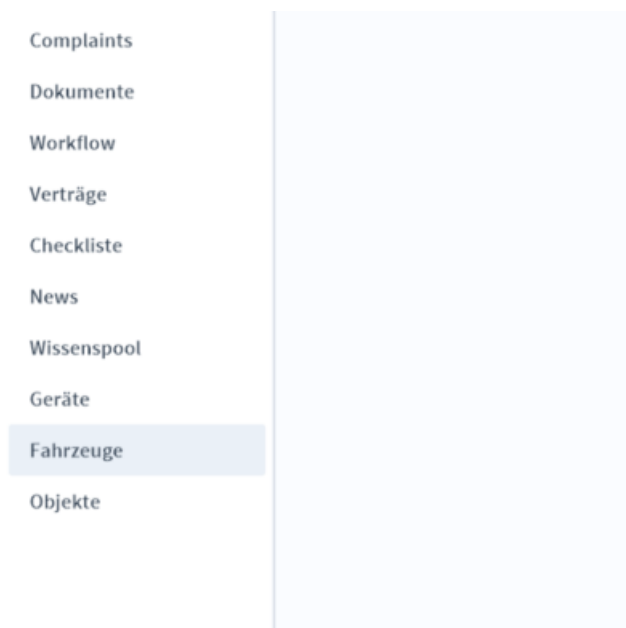 Complaints
Dokumente
Workflow
Verträge
Checkliste
News
Wissenspool
Geräte
Fahrzeuge
Objekte